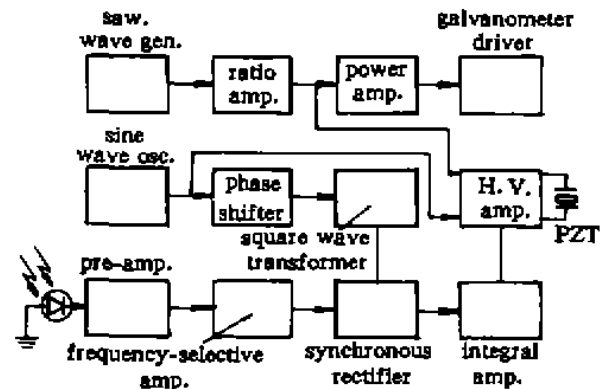 saw.
wave gen.
galvanometer
driver
ratio
amp.
power
amp.
sine
wave osc.
phase
shifter
H. V.
amp.
PZT
square wave
transformer
pre-amp.
frequency-selective
amp.
synchronous
rectifier
integral
amp.